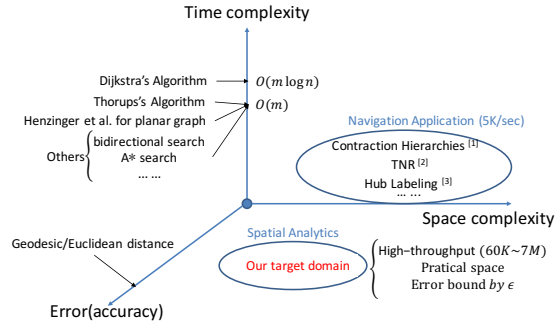 Time complexity
Dijkstra's Algorithm
O(m log n)
Thorups's Algorithm
O(m)
Henzinger et al. for planar graph
Others
bidirectional search
A* search
... ...
Navigation Application (5K/sec)
Contraction Hierarchies [1]
TNR [2]
Hub Labeling [3]
... ...
Space complexity
Spatial Analytics
Our target domain
High-throughput (60K~7M)
Pratical space
Error bound by ϵ
Geodesic/Euclidean distance
Error(accuracy)